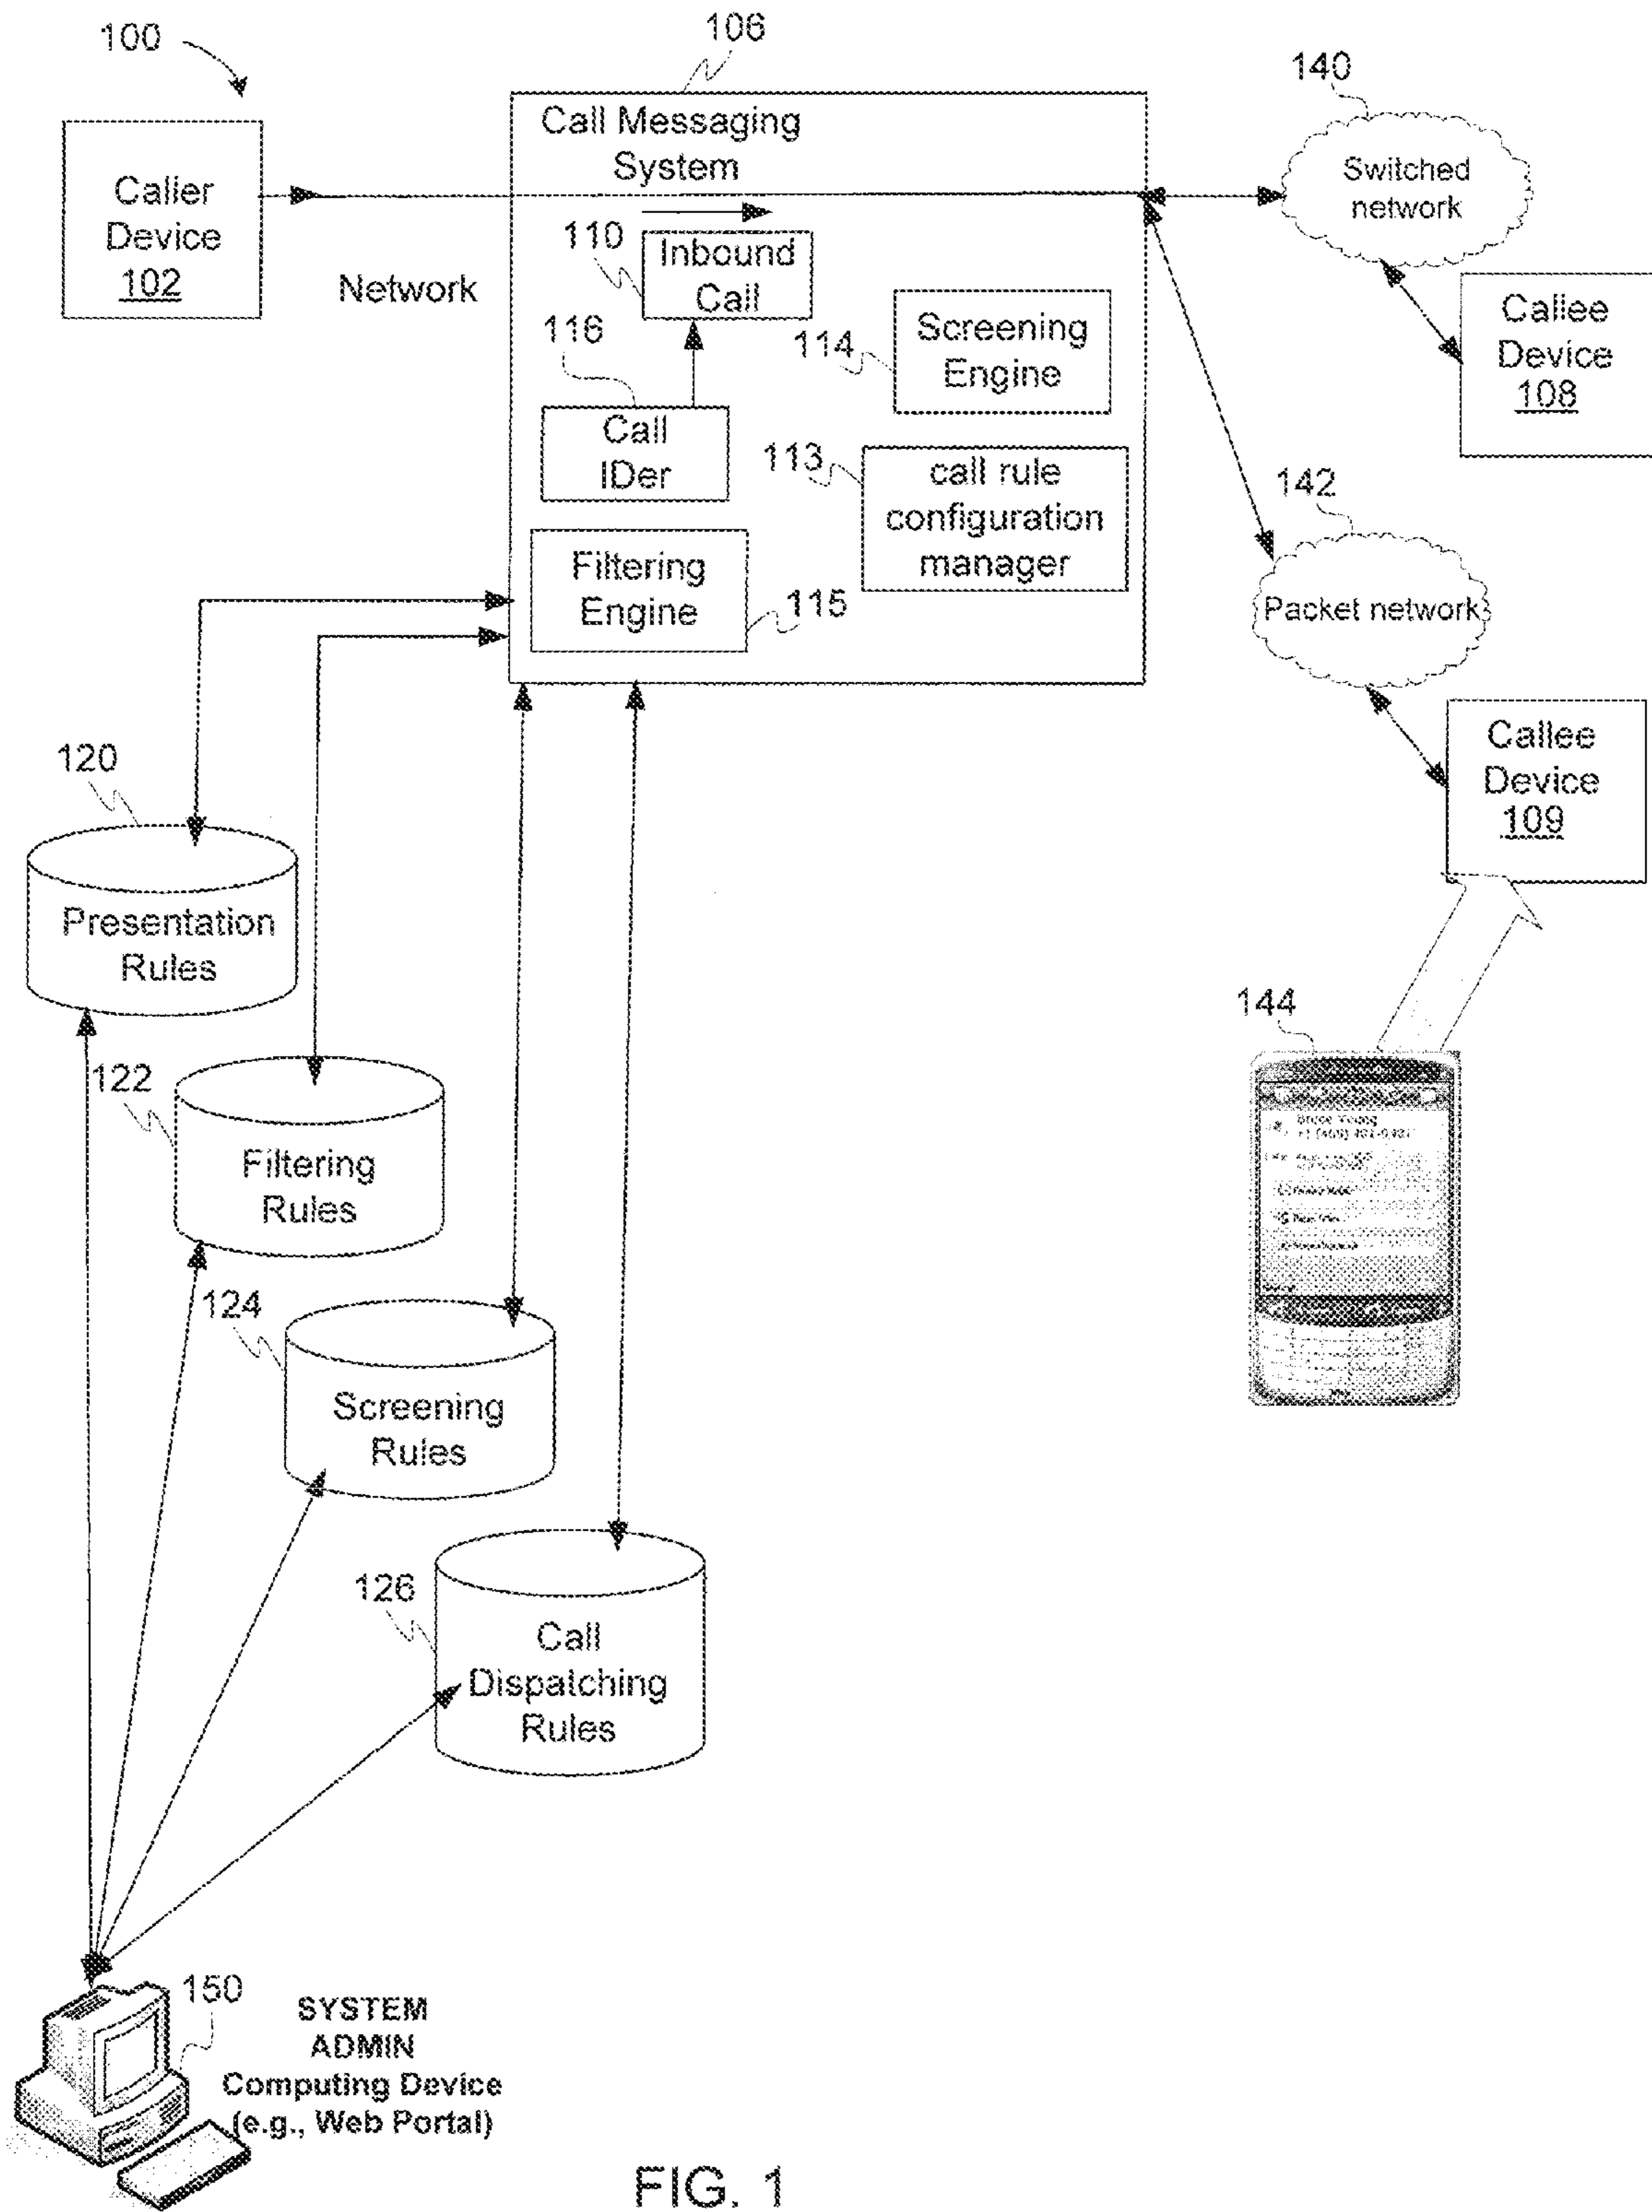 100
106
140
Call Messaging
System
Caller
Device
102
Switched
network
110
Inbound
Call
Network
Callee
Device
108
116
114
Screening
Engine
Call
IDer
113
call rule
configuration
manager
142
Filtering
Engine
115
Packet network
Callee
Device
109
120
Presentation
Rules
144
122
Filtering
Rules
124
Screening
Rules
126
Call
Dispatching
Rules
150
SYSTEM
ADMIN
Computing Device
(e.g., Web Portal)
FIG. 1